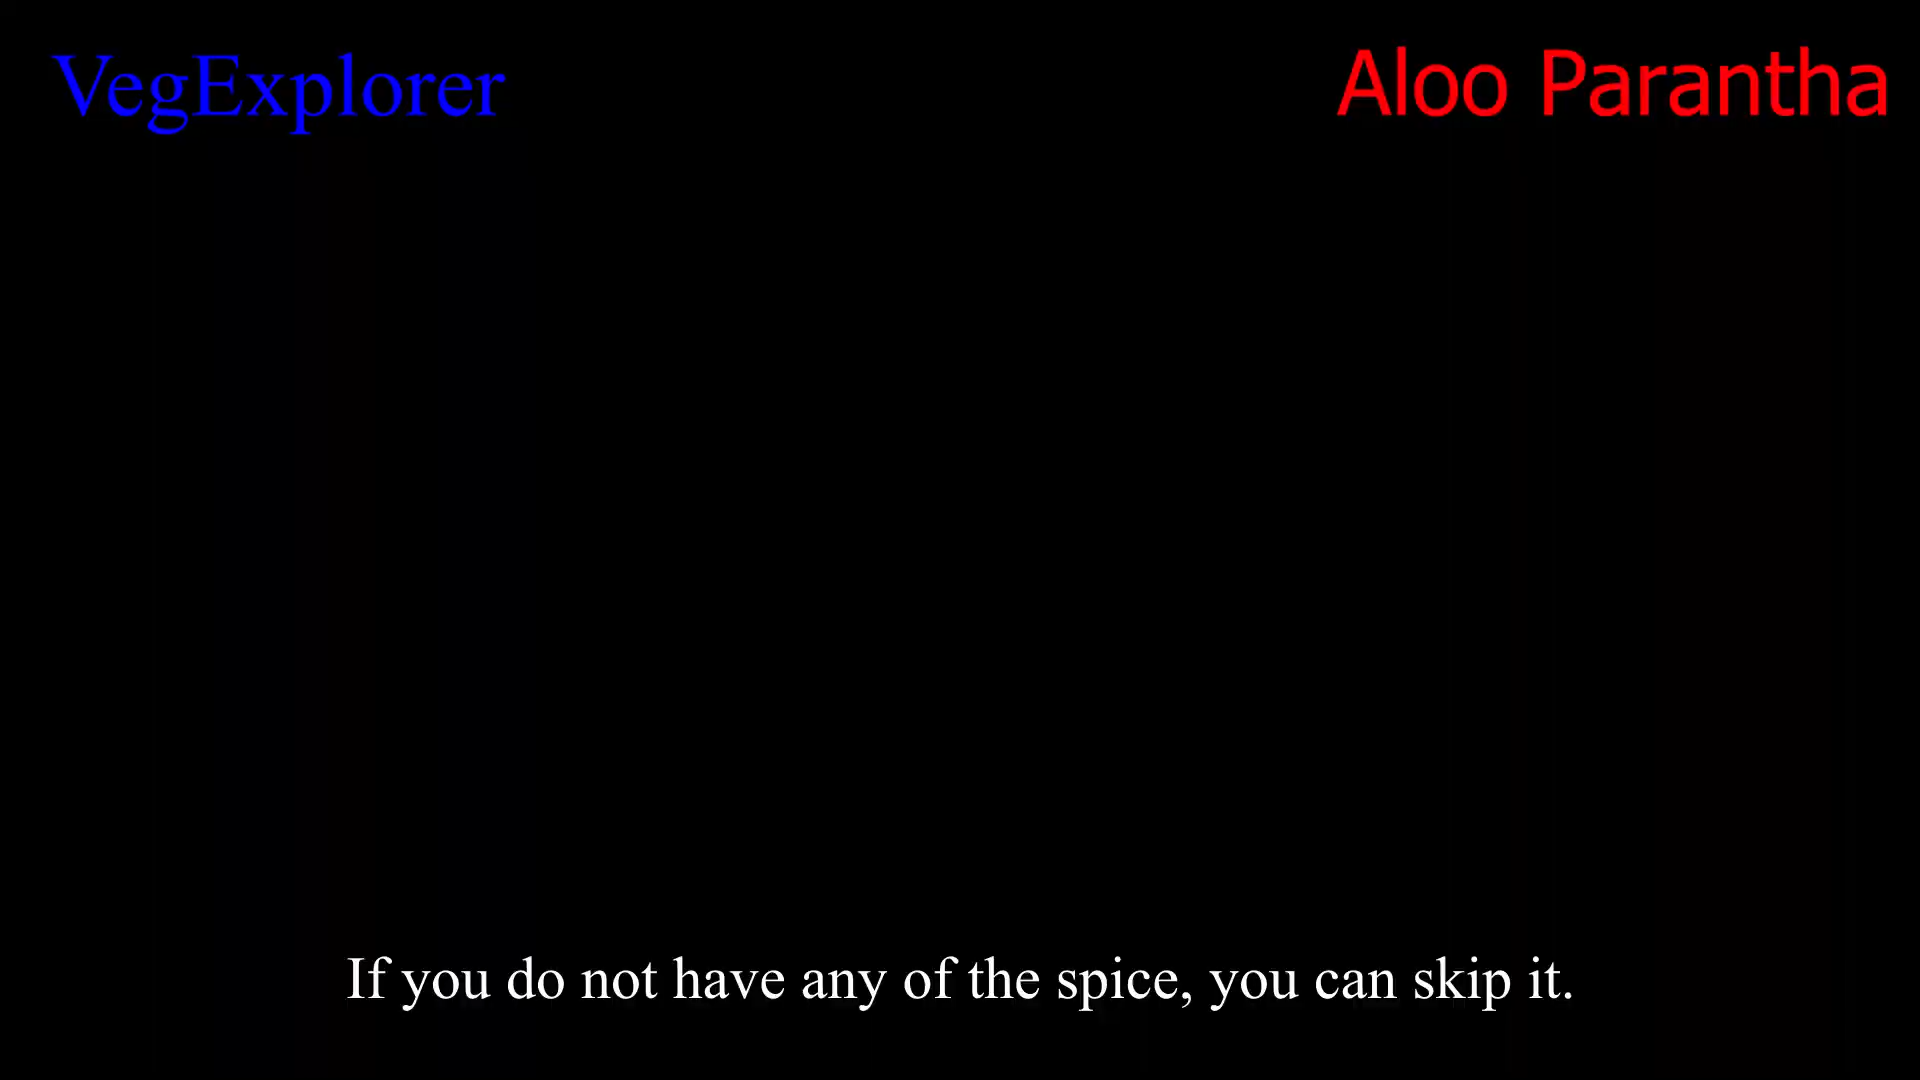 VegExplorer
Aloo Parantha
If you do not have any of the spice, you can skip it.